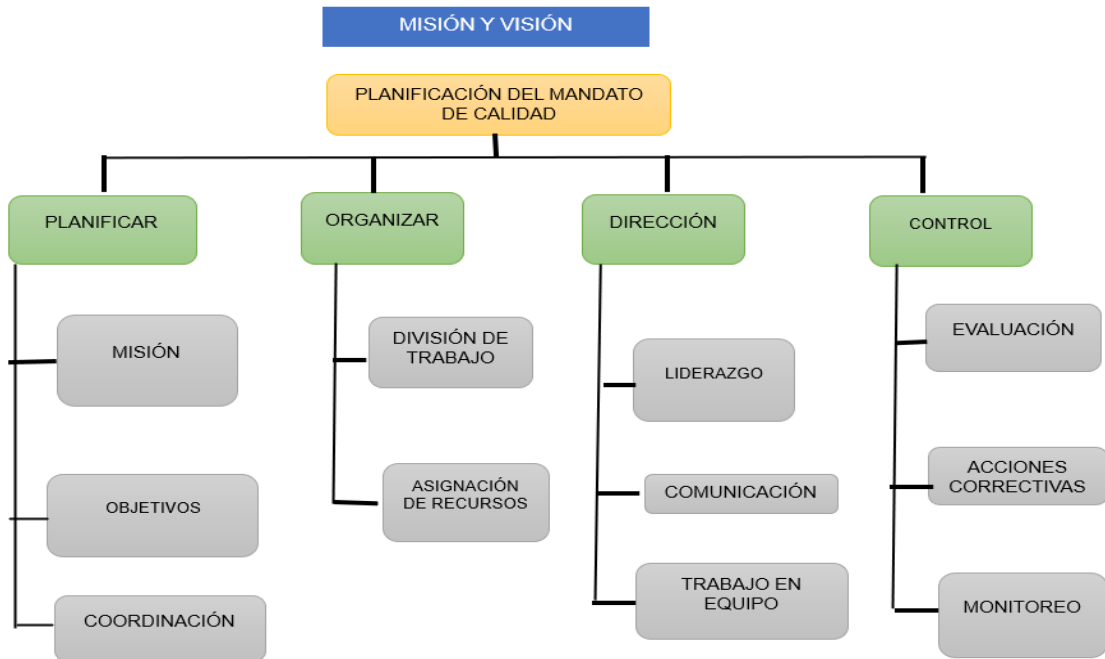 MISIÓN Y VISIÓN
PLANIFICACIÓN DEL MANDATO
DE CALIDAD
PLANIFICAR
ORGANIZAR
DIRECCIÓN
CONTROL
MISIÓN
OBJETIVOS
COORDINACIÓN
DIVISIÓN DE
TRABAJO
ASIGNACIÓN
DE RECURSOS
LIDERAZGO
COMUNICACIÓN
TRABAJO EN
EQUIPO
EVALUACIÓN
ACCIONES
CORRECTIVAS
MONITOREO